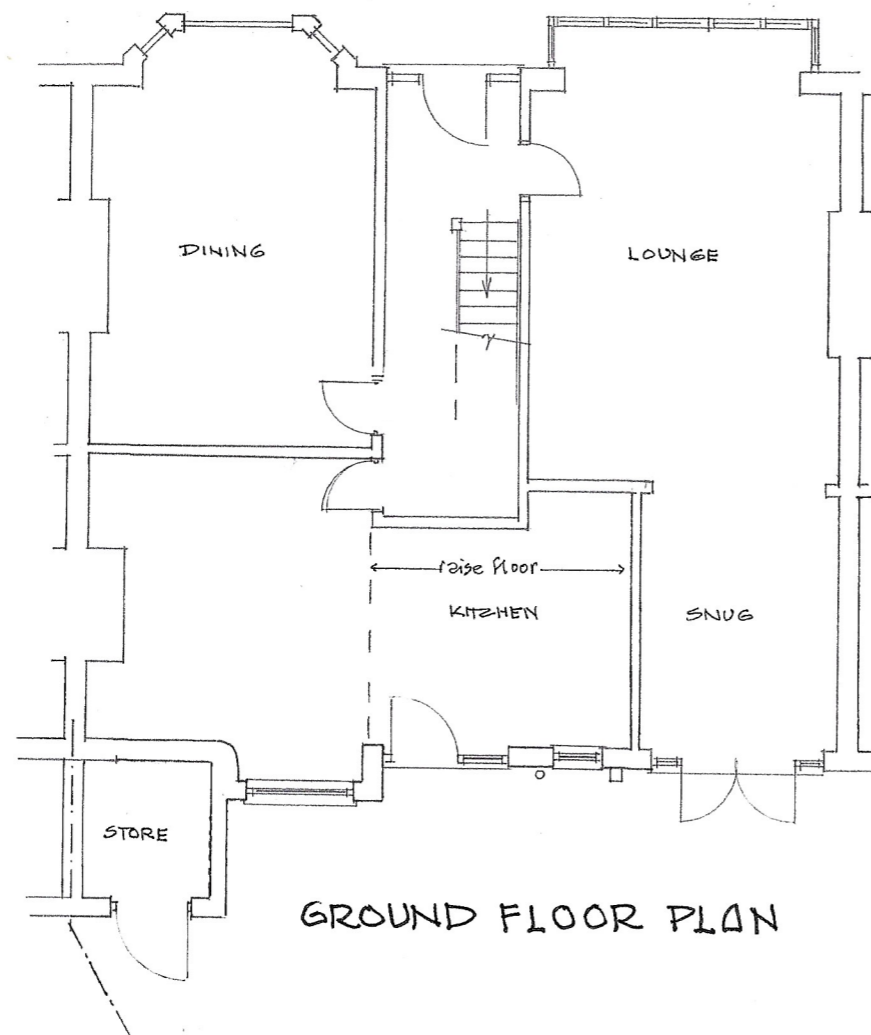 DINING
LOUNGE
raise floor
KITCHEN
SNUG
STORE
GROUND FLOOR PLAN